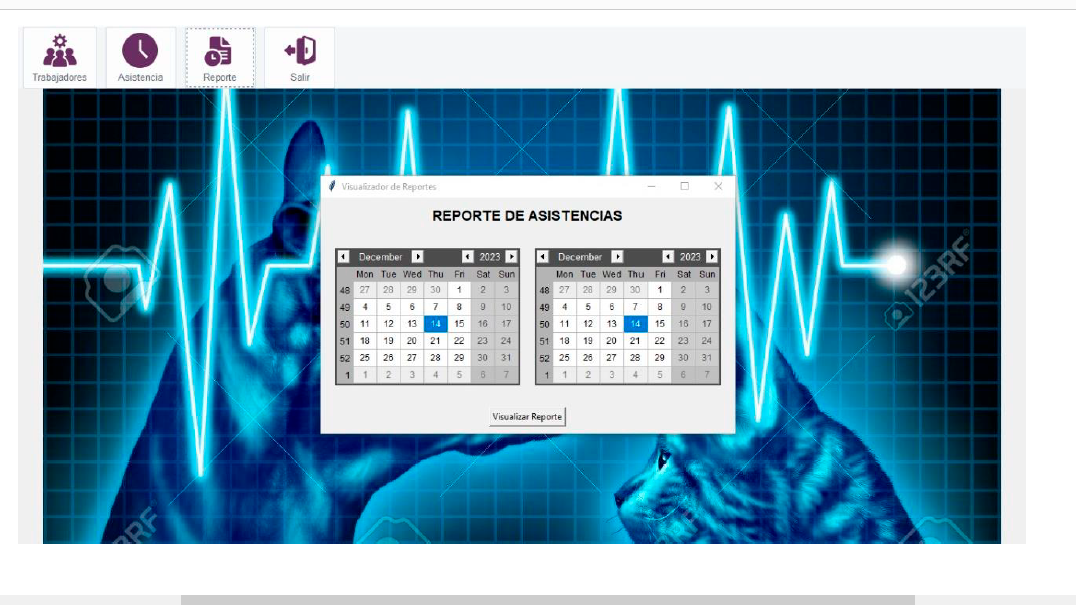 Trabajadores
Asistencia
Reporte
Salir
Visualizador de Reportes
REPORTE DE ASISTENCIAS
December 2023
Mon Tue Wed Thu Fri Sat Sun
48 27 28 29 30 1 2 3
49 4 5 6 7 8 9 10
50 11 12 13 14 15 16 17
51 18 19 20 21 22 23 24
52 25 26 27 28 29 30 31
1 1 2 3 4 5 6 7
December 2023
Mon Tue Wed Thu Fri Sat Sun
48 27 28 29 30 1 2 3
49 4 5 6 7 8 9 10
50 11 12 13 14 15 16 17
51 18 19 20 21 22 23 24
52 25 26 27 28 29 30 31
1 1 2 3 4 5 6 7
Visualizar Reporte
123RF
123RF
123RF